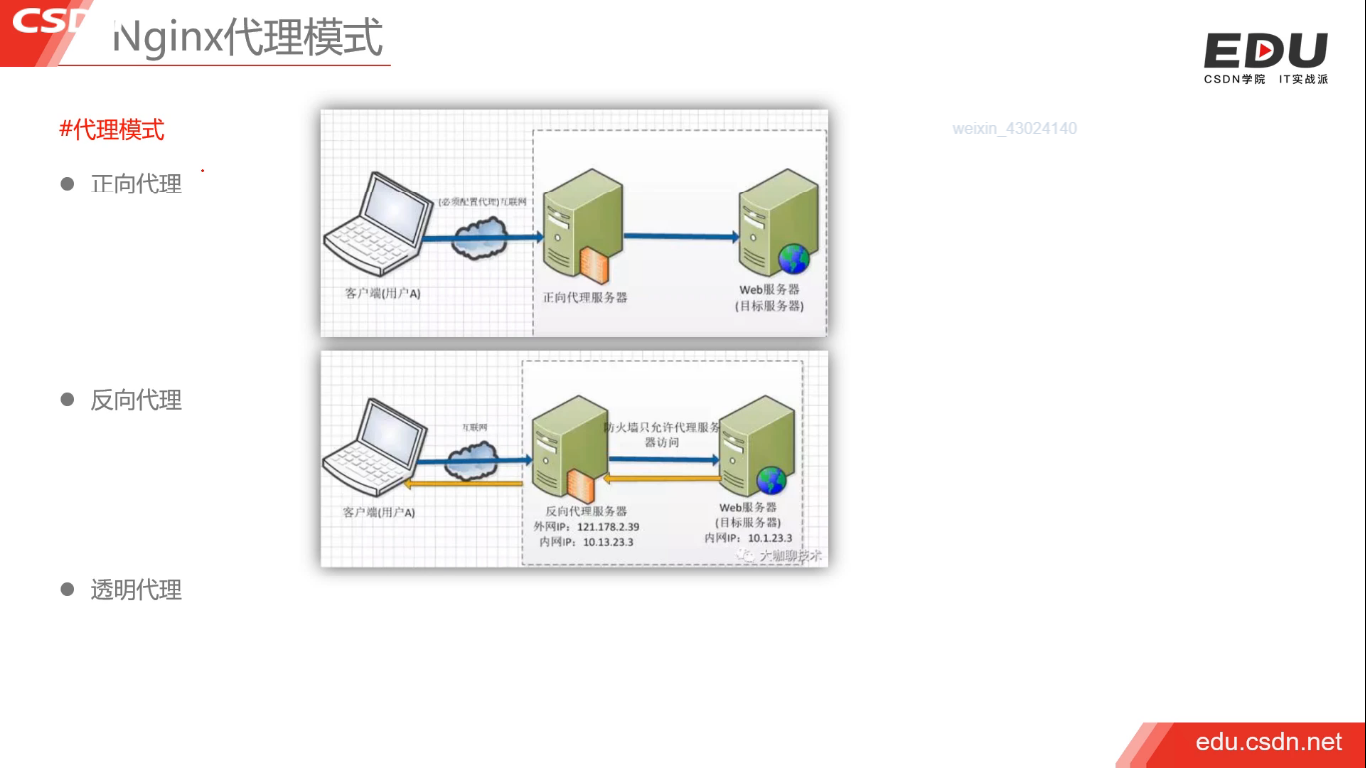 CSD
Nginx代理模式
EDU
CSDN学院 IT实战派
#代理模式
weixin_43024140
正向代理
(必须配置代理)互联网
客户端(用户A)
正向代理服务器
Web服务器
(目标服务器)
反向代理
互联网
防火墙只允许代理服务
器访问
客户端(用户A)
反向代理服务器
外网IP：121.178.2.39
内网IP：10.13.23.3
Web服务器
(目标服务器)
内网IP：10.1.23.3
大咖聊技术
透明代理
edu.csdn.net